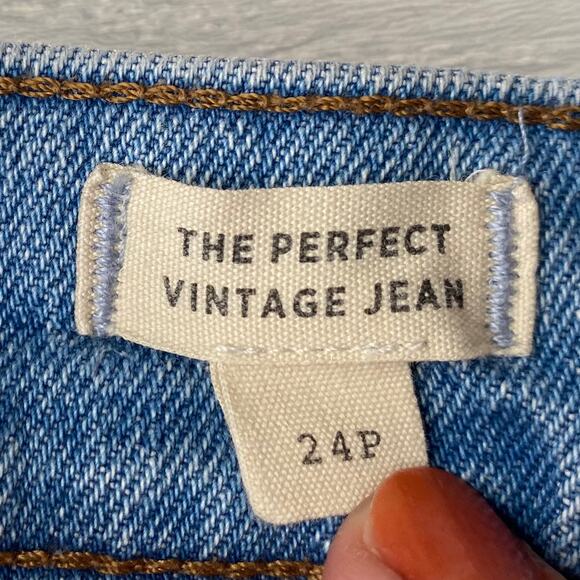 THE PERFECT
VINTAGE JEAN
24P